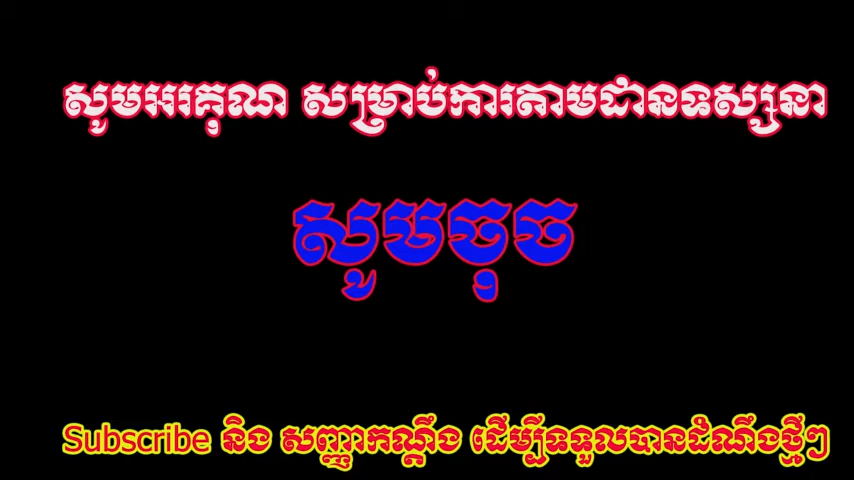 សូមអរគុណ សម្រាប់ការតាមដានទស្សនា
សូមចុច
Subscribe និង សញ្ញាកណ្ដឹង ដើម្បីទទួលបានដំណឹងថ្មីៗ